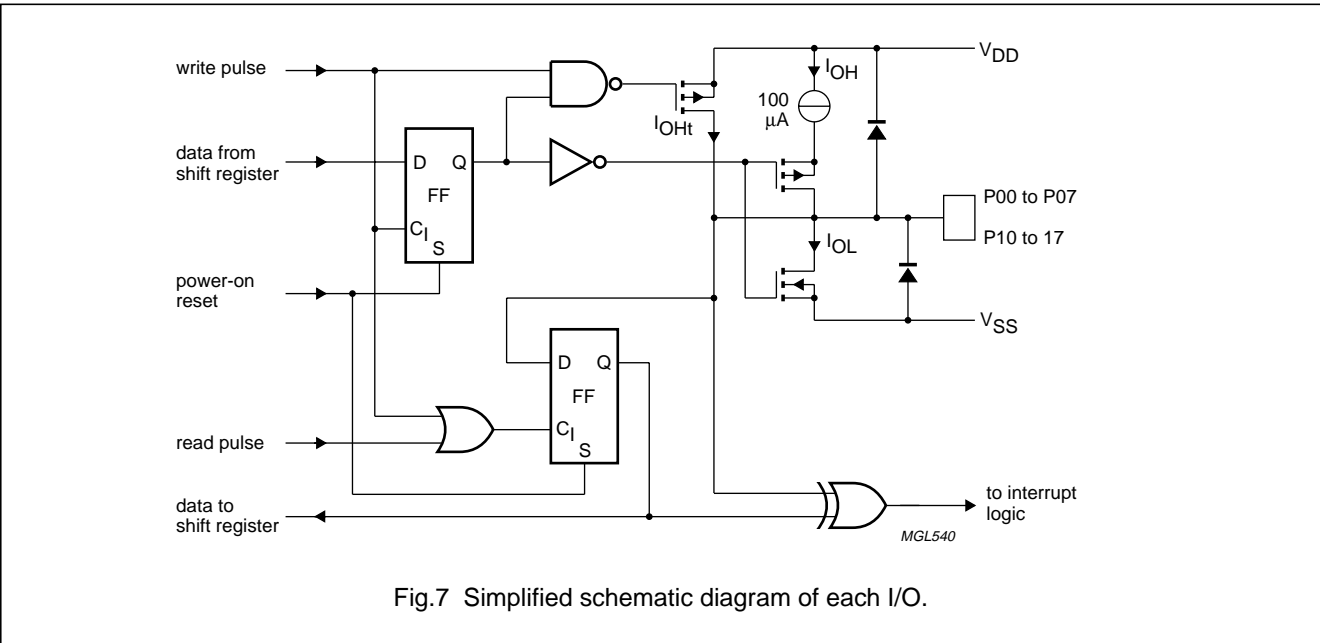 write pulse
data from
shift register
power-on
reset
read pulse
data to
shift register
D Q
FF
CI
S
D Q
FF
CI
S
IOHt
IOH
100
μA
VDD
P00 to P07
P10 to 17
IOL
VSS
to interrupt
logic
MGL540
Fig.7 Simplified schematic diagram of each I/O.